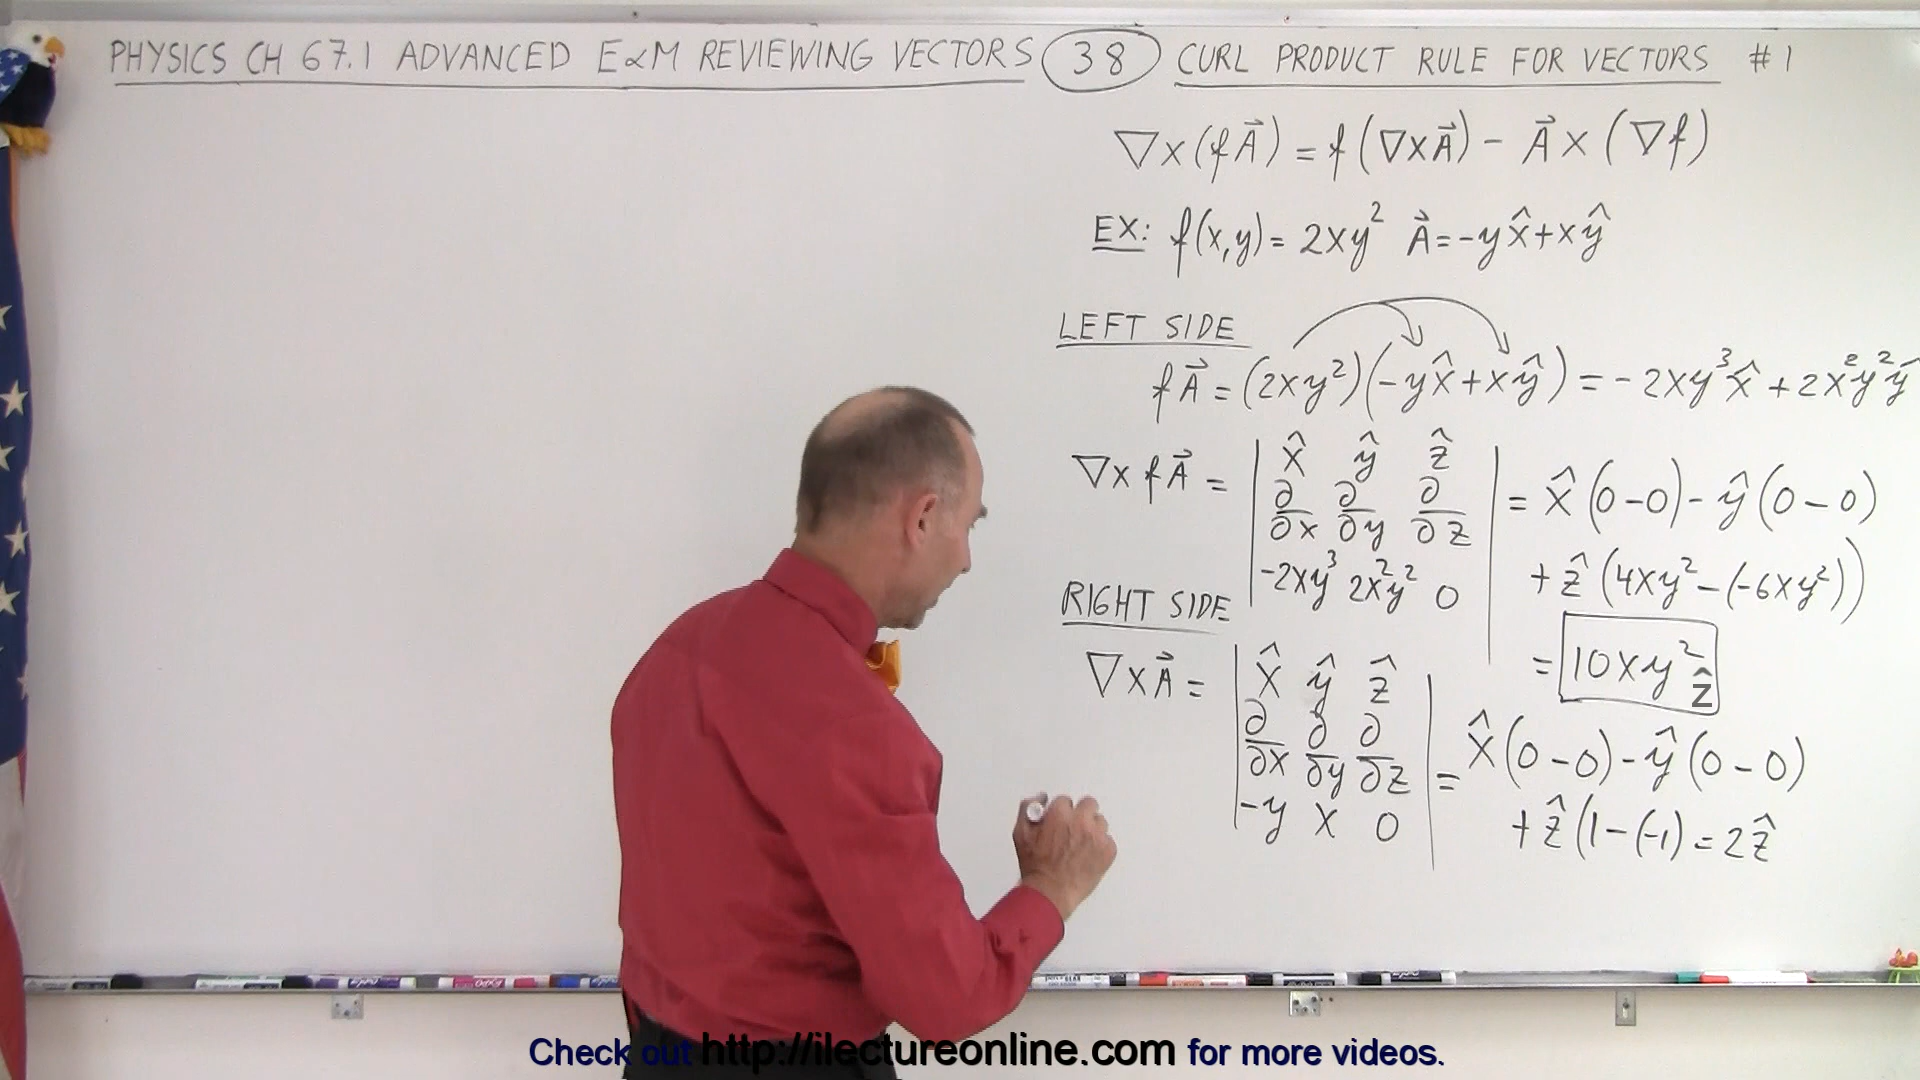 PHYSICS CH 67.1 ADVANCED E&M REVIEWING VECTORS 38 CURL PRODUCT RULE FOR VECTORS #1
∇×(fA⃗) = f(∇×A⃗) - A⃗×(∇f)
EX: f(x,y) = 2xy² A⃗ = -yx̂+xŷ
LEFT SIDE
fA⃗ = (2xy²)(-yx̂+xŷ) = -2xy³x̂ + 2x²y²ŷ
∇×fA⃗ = | x̂ ŷ ẑ
∂/∂x ∂/∂y ∂/∂z
-2xy³ 2x²y² 0 | = x̂(0-0) - ŷ(0-0)
+ ẑ(4xy²-(-6xy²))
= 10xy² ẑ
RIGHT SIDE
∇×A⃗ = | x̂ ŷ ẑ
∂/∂x ∂/∂y ∂/∂z
-y x 0 | = x̂(0-0) - ŷ(0-0)
+ ẑ(1-(-1) = 2ẑ
Check out http://ilectureonline.com for more videos.